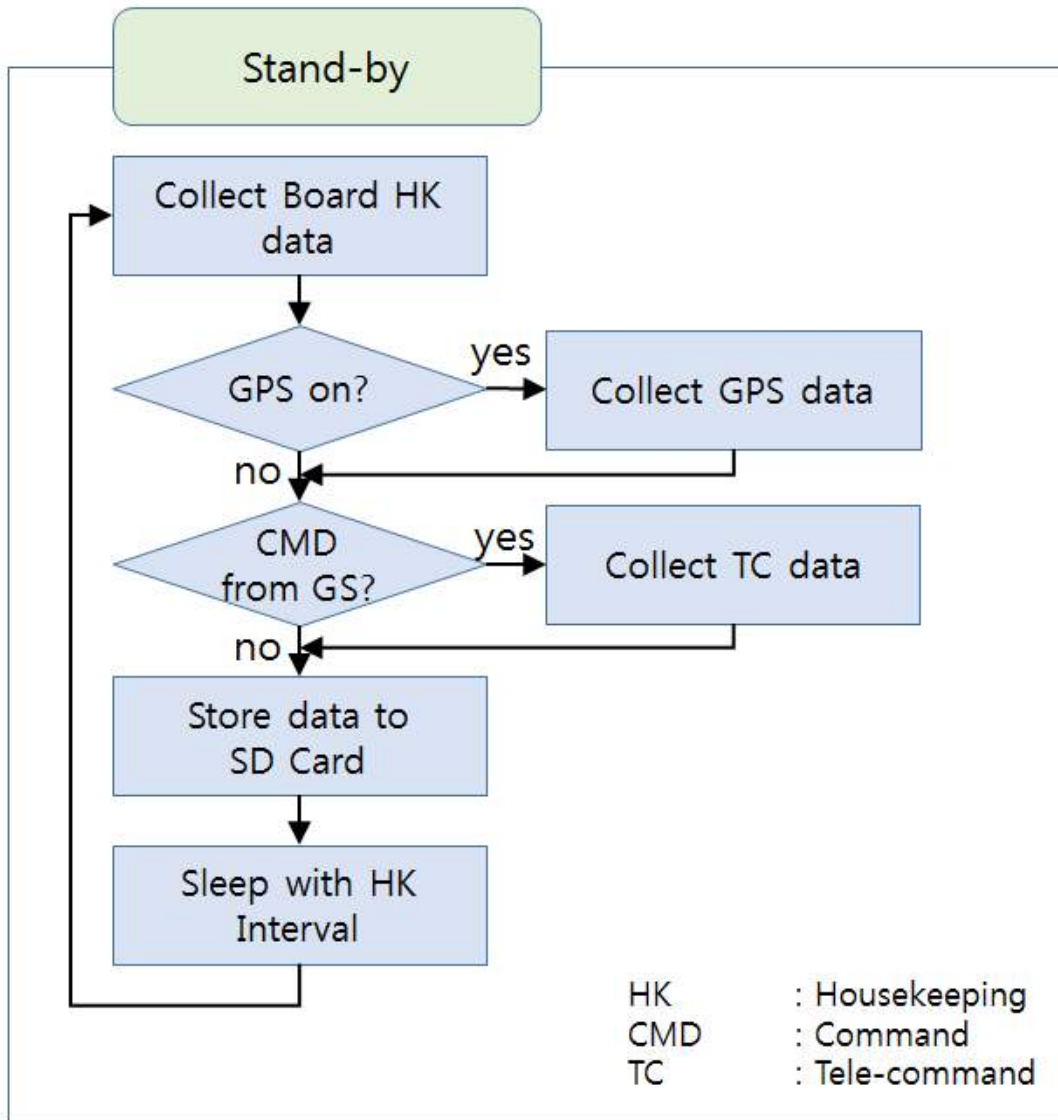 Stand-by
Collect Board HK
data
GPS on?
yes
Collect GPS data
no
CMD
from GS?
yes
Collect TC data
no
Store data to
SD Card
Sleep with HK
Interval
HK : Housekeeping
CMD : Command
TC : Tele-command